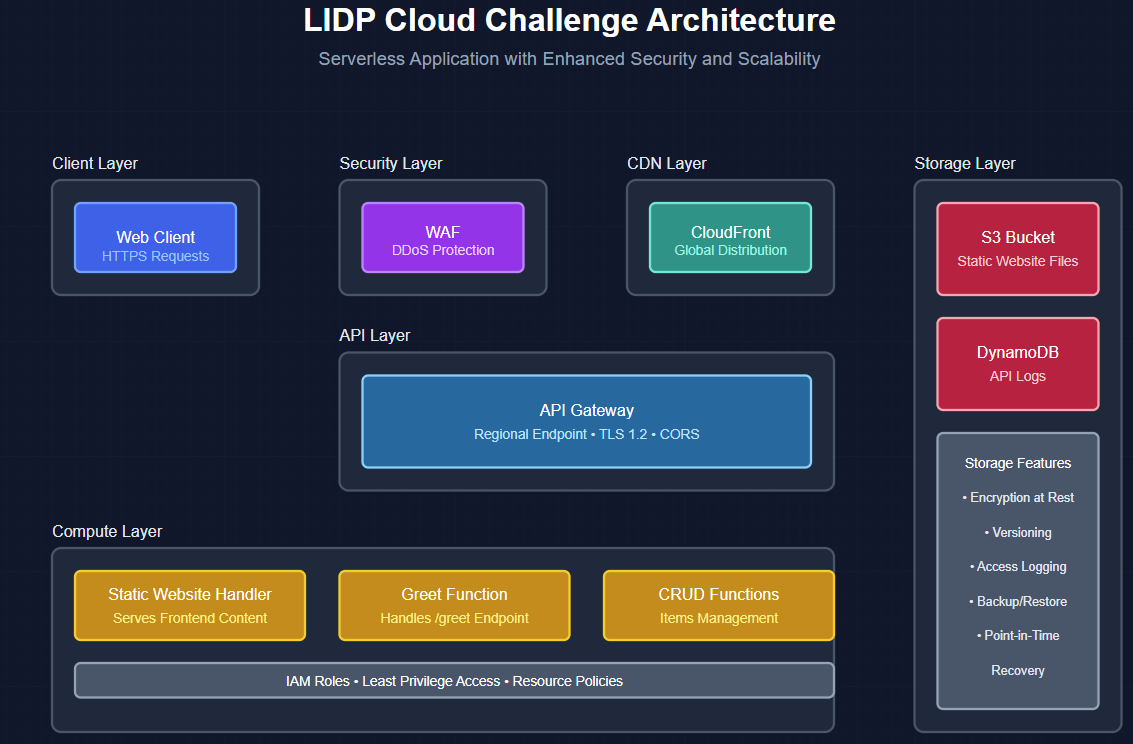 LIDP Cloud Challenge Architecture
Serverless Application with Enhanced Security and Scalability
Client Layer
Web Client
HTTPS Requests
Security Layer
WAF
DDoS Protection
CDN Layer
CloudFront
Global Distribution
Storage Layer
S3 Bucket
Static Website Files
DynamoDB
API Logs
Storage Features
• Encryption at Rest
• Versioning
• Access Logging
• Backup/Restore
• Point-in-Time
Recovery
API Layer
API Gateway
Regional Endpoint • TLS 1.2 • CORS
Compute Layer
Static Website Handler
Serves Frontend Content
Greet Function
Handles /greet Endpoint
CRUD Functions
Items Management
IAM Roles • Least Privilege Access • Resource Policies